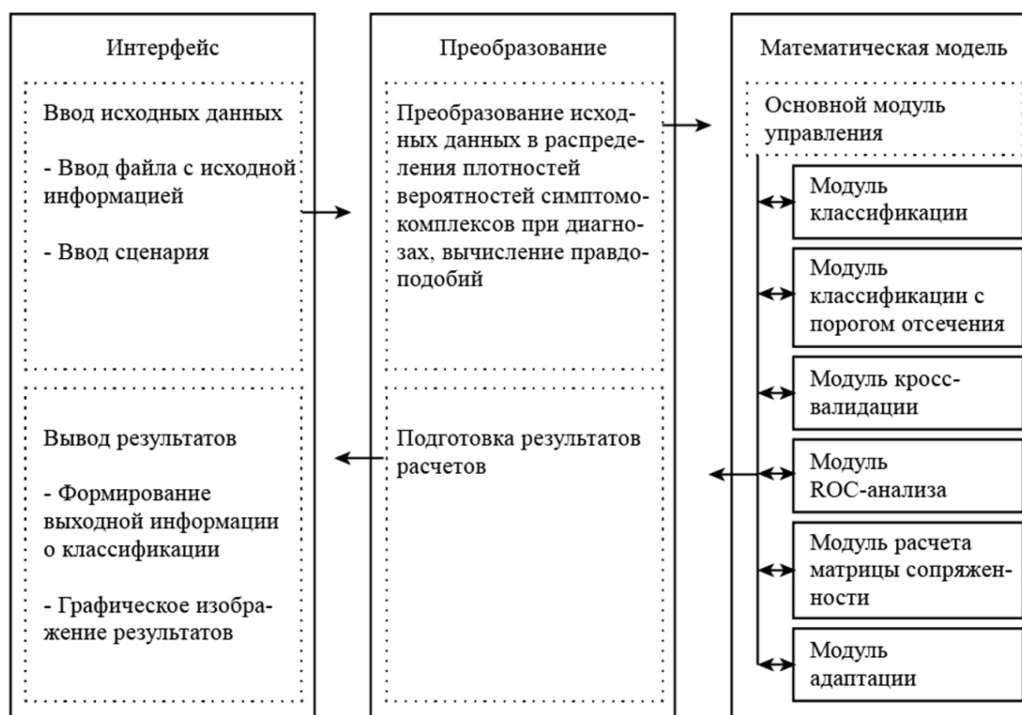 Интерфейс
Ввод исходных данных
- Ввод файла с исходной
информацией
- Ввод сценария
Вывод результатов
- Формирование
выходной информации
о классификации
- Графическое изобра-
жение результатов
Преобразование
Преобразование исход-
ных данных в распреде-
ления плотностей
вероятностей симптомо-
комплексов при диагно-
зах, вычисление правдо-
подобий
Подготовка результатов
расчетов
Математическая модель
Основной модуль
управления
Модуль
классификации
Модуль
классификации с
порогом отсечения
Модуль кросс-
валидации
Модуль
ROC-анализа
Модуль расчета
матрицы сопряжен-
ности
Модуль
адаптации